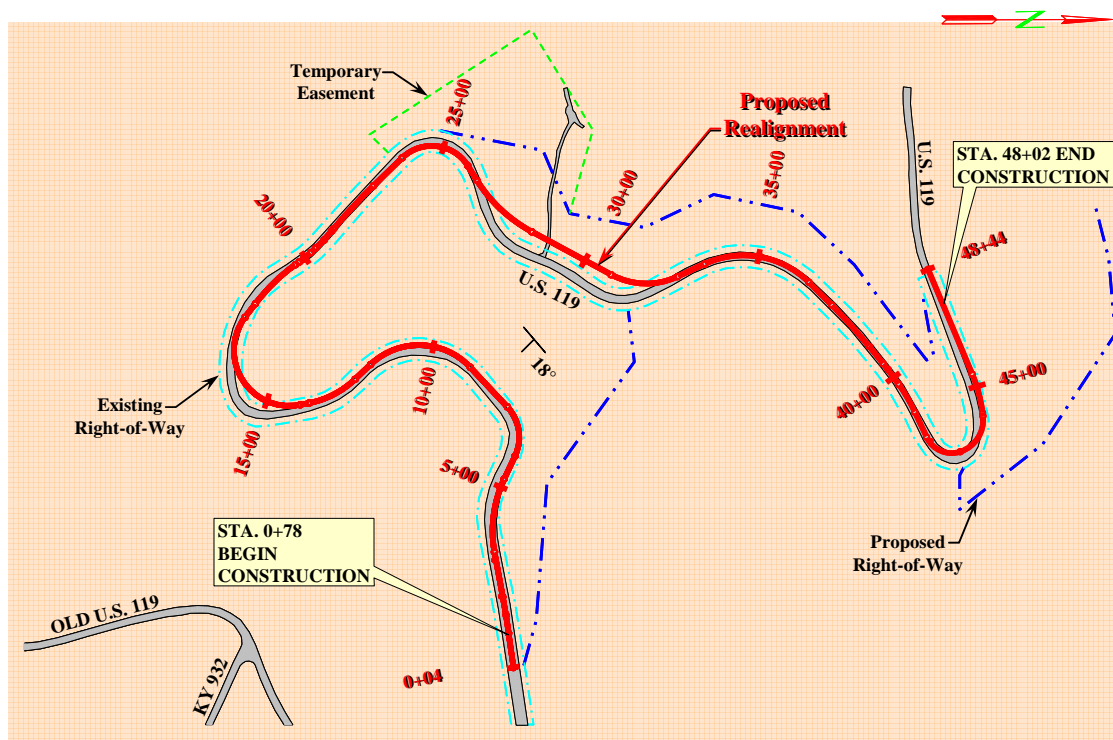 N
Temporary
Easement
25+00
Proposed
Realignment
35+00
U.S. 119
STA. 48+02 END
CONSTRUCTION
30+00
20+00
48+44
U.S. 119
18°
10+00
45+00
40+00
Existing
Right-of-Way
15+00
5+00
STA. 0+78
BEGIN
CONSTRUCTION
Proposed
Right-of-Way
OLD U.S. 119
KY 932
0+04